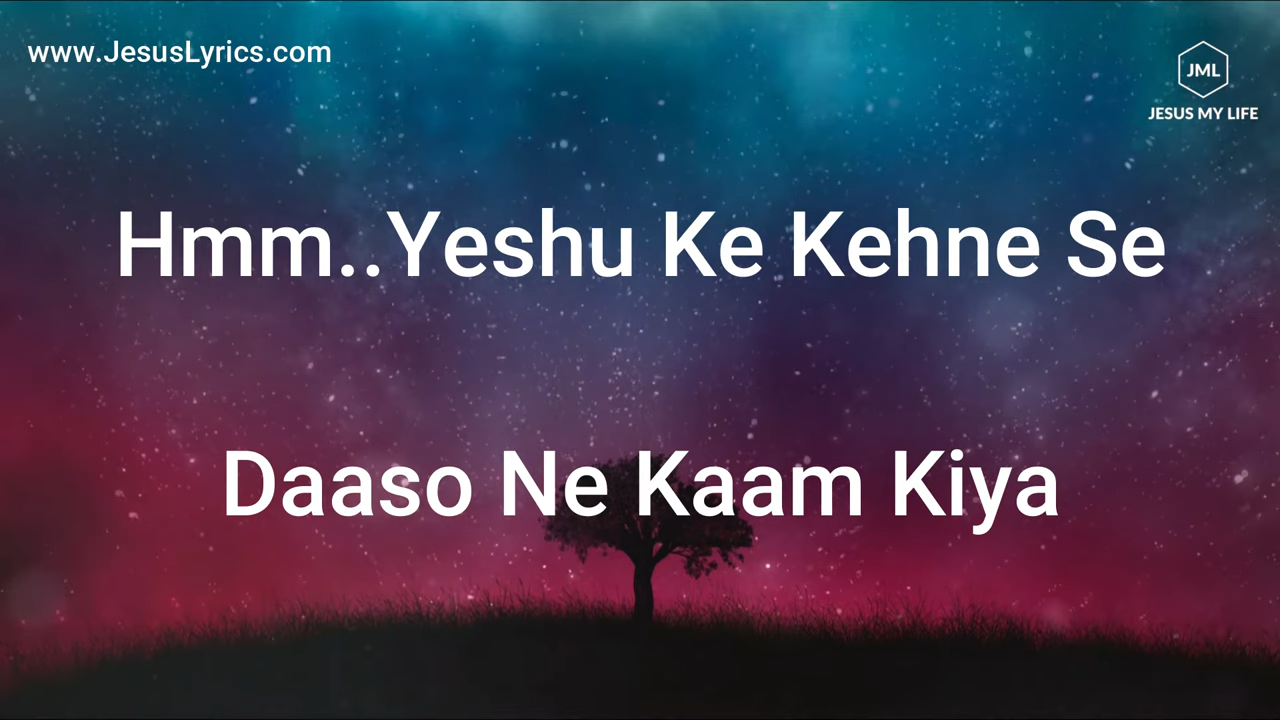 www.JesusLyrics.com
JML
JESUS MY LIFE
Hmm..Yeshu Ke Kehne Se
Daaso Ne Kaam Kiya